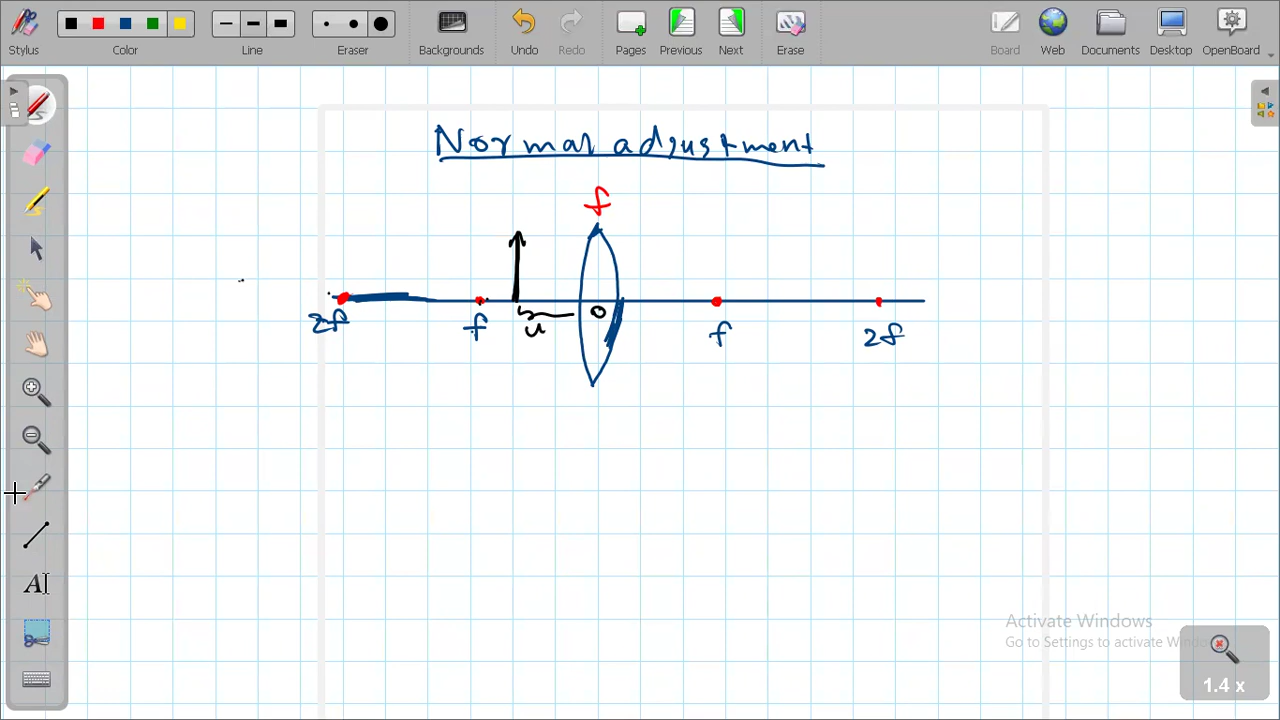 Stylus
Color
Line
Eraser
Backgrounds
Undo
Redo
Pages
Previous
Next
Erase
Board
Web
Documents
Desktop
OpenBoard
Normal adjustment
f
2f
f
u
o
f
2f
A
Activate Windows
Go to Settings to activate Windows
1.4 x